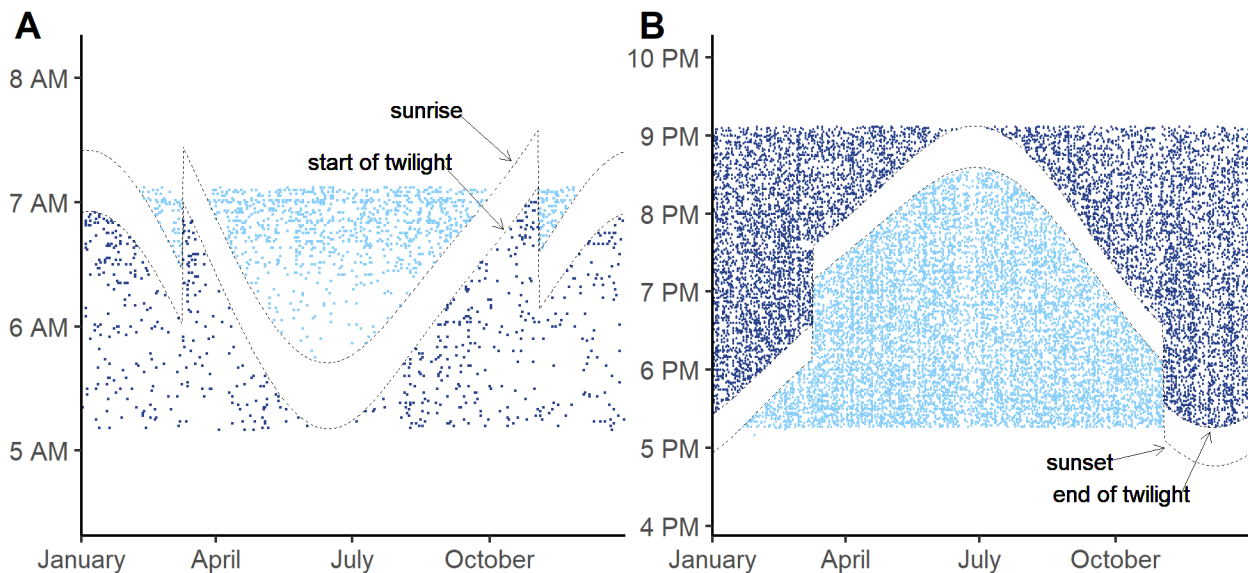 A
8 AM
7 AM
6 AM
5 AM
sunrise
start of twilight
January
April
July
October
B
10 PM
9 PM
8 PM
7 PM
6 PM
5 PM
4 PM
sunset
end of twilight
January
April
July
October